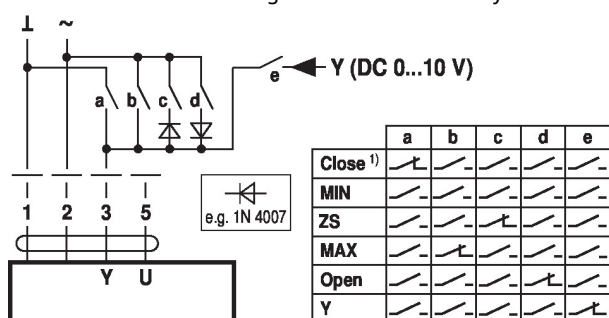 ⊥ ~
a b c d e Y (DC 0...10 V)
1 2 3 5
Y U
e.g. 1N 4007
a b c d e
Close 1)
MIN
ZS
MAX
Open
Y